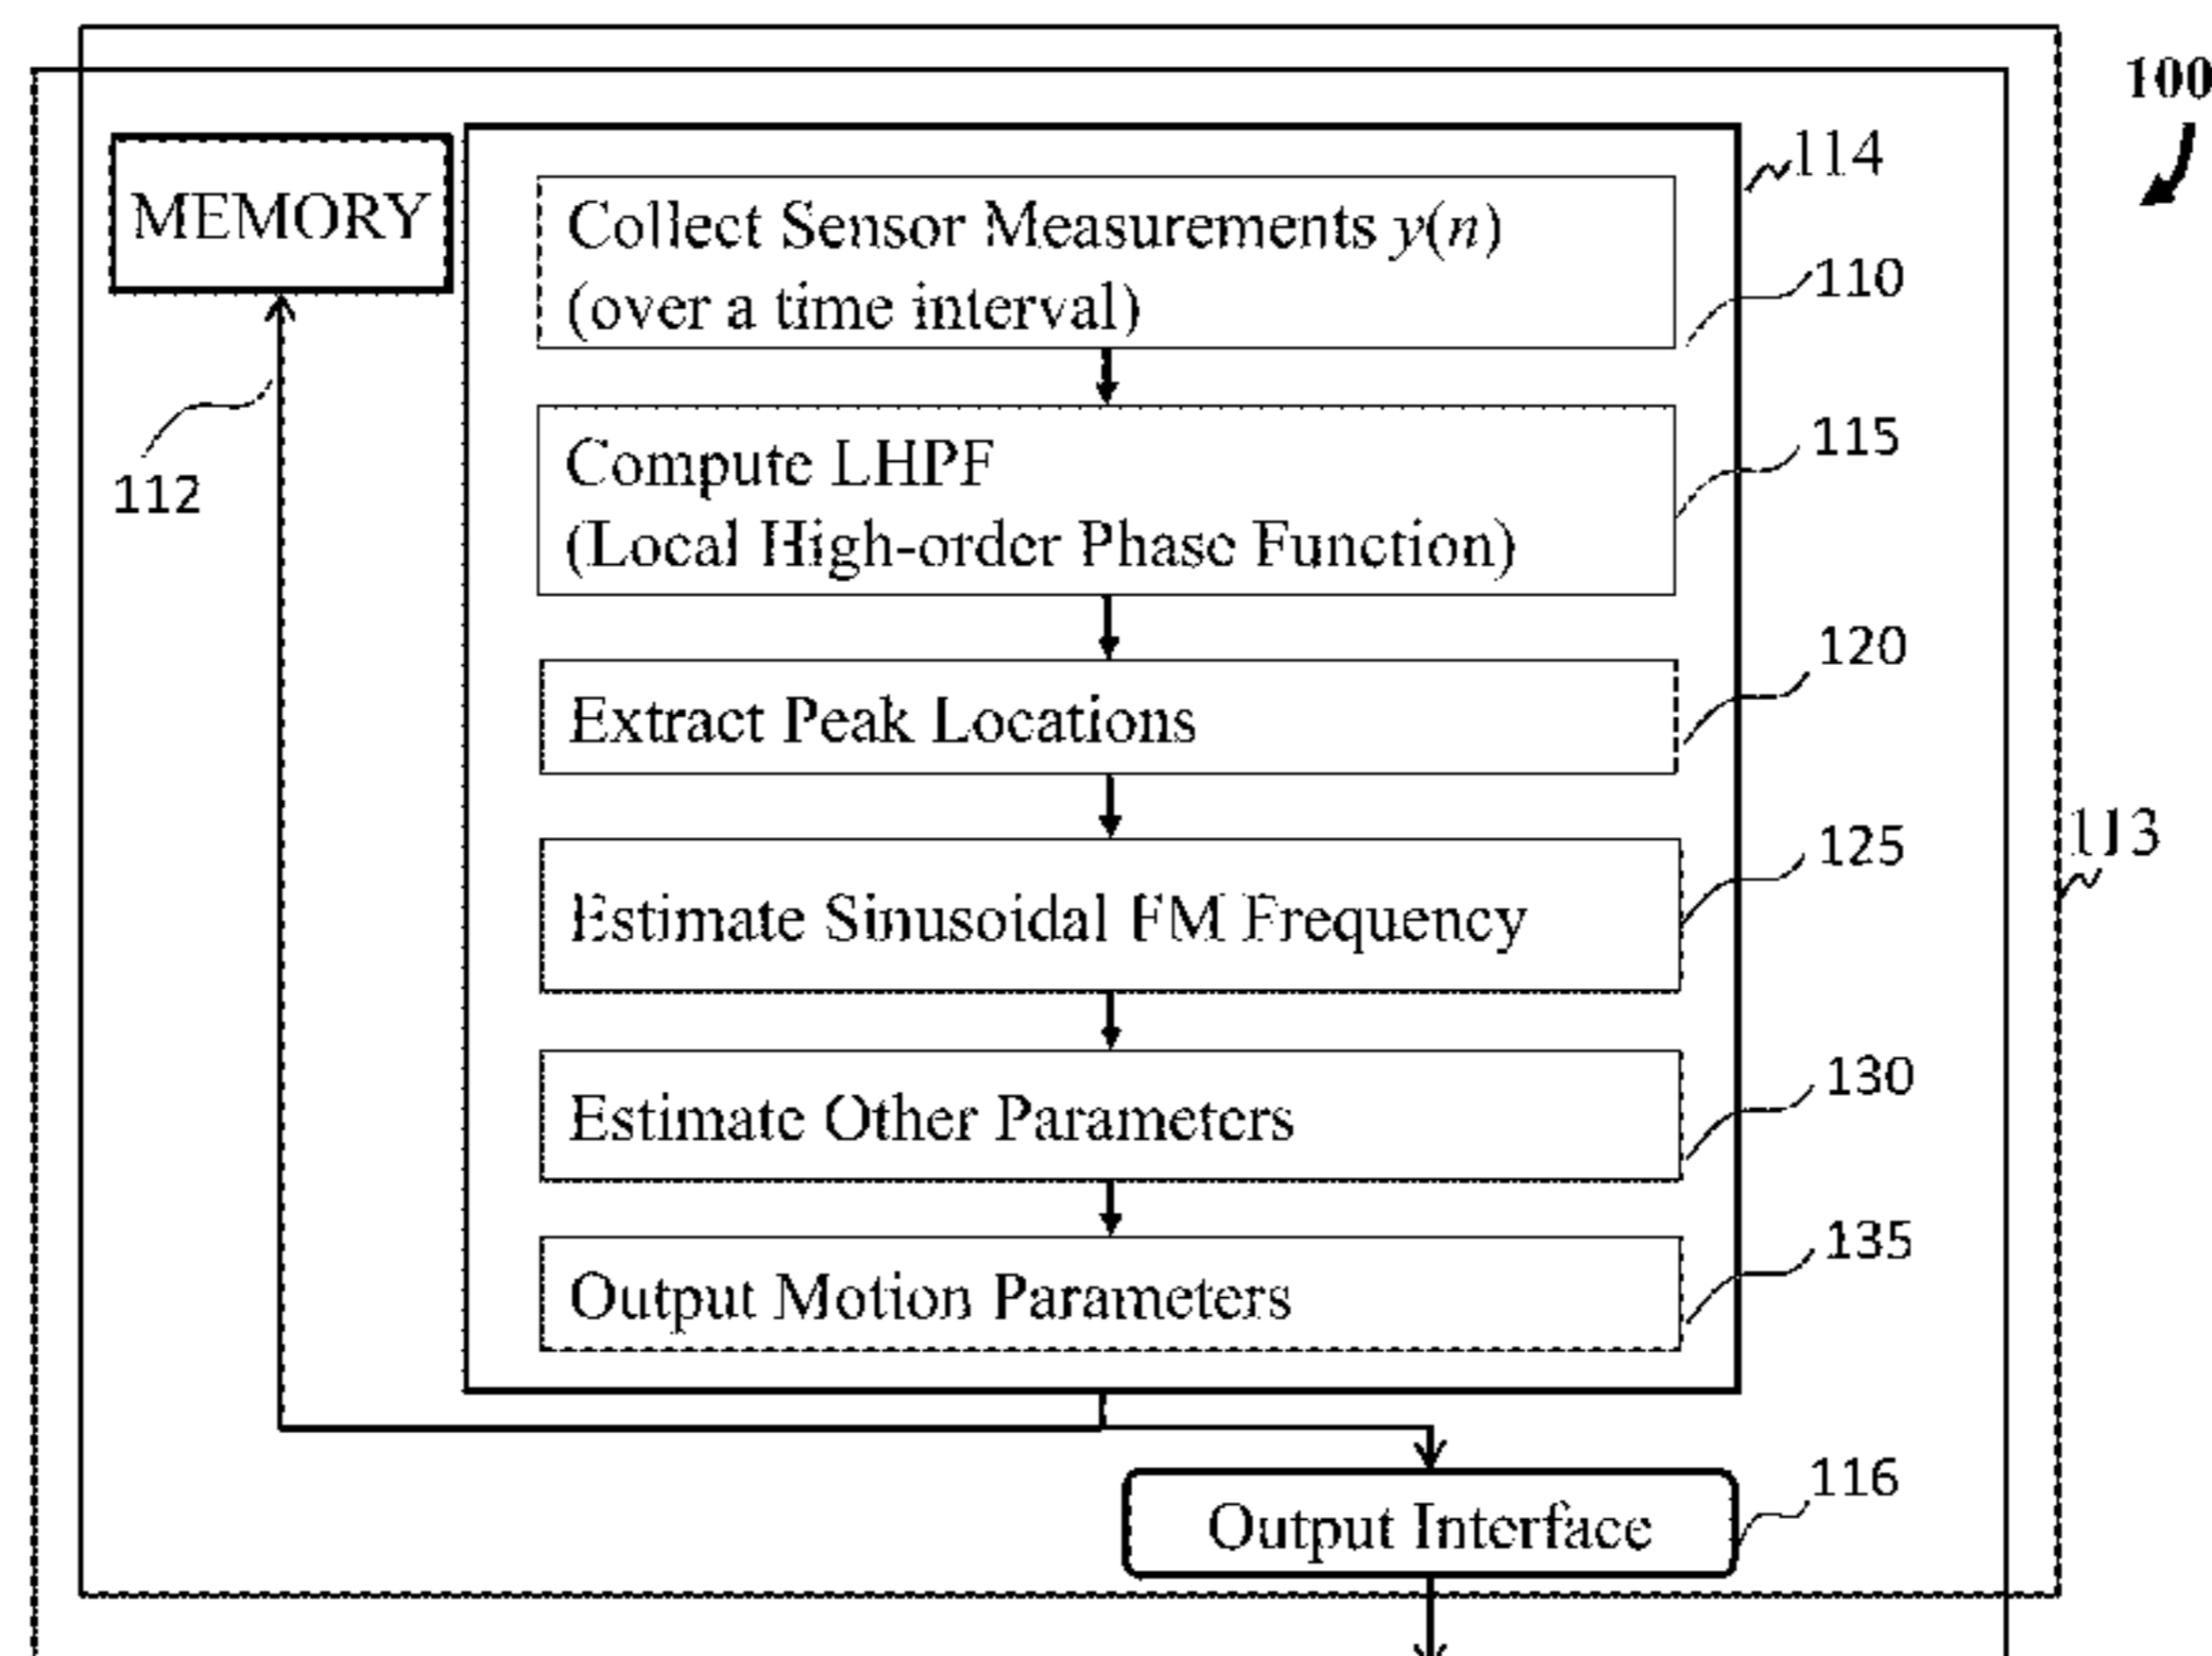 100
MEMORY
114
Collect Sensor Measurements y(n)
(over a time interval)
110
112
Compute LHPF
(Local High-order Phase Function)
115
Extract Peak Locations
120
Estimate Sinusoidal FM Frequency
125
113
Estimate Other Parameters
130
Output Motion Parameters
135
Output Interface
116